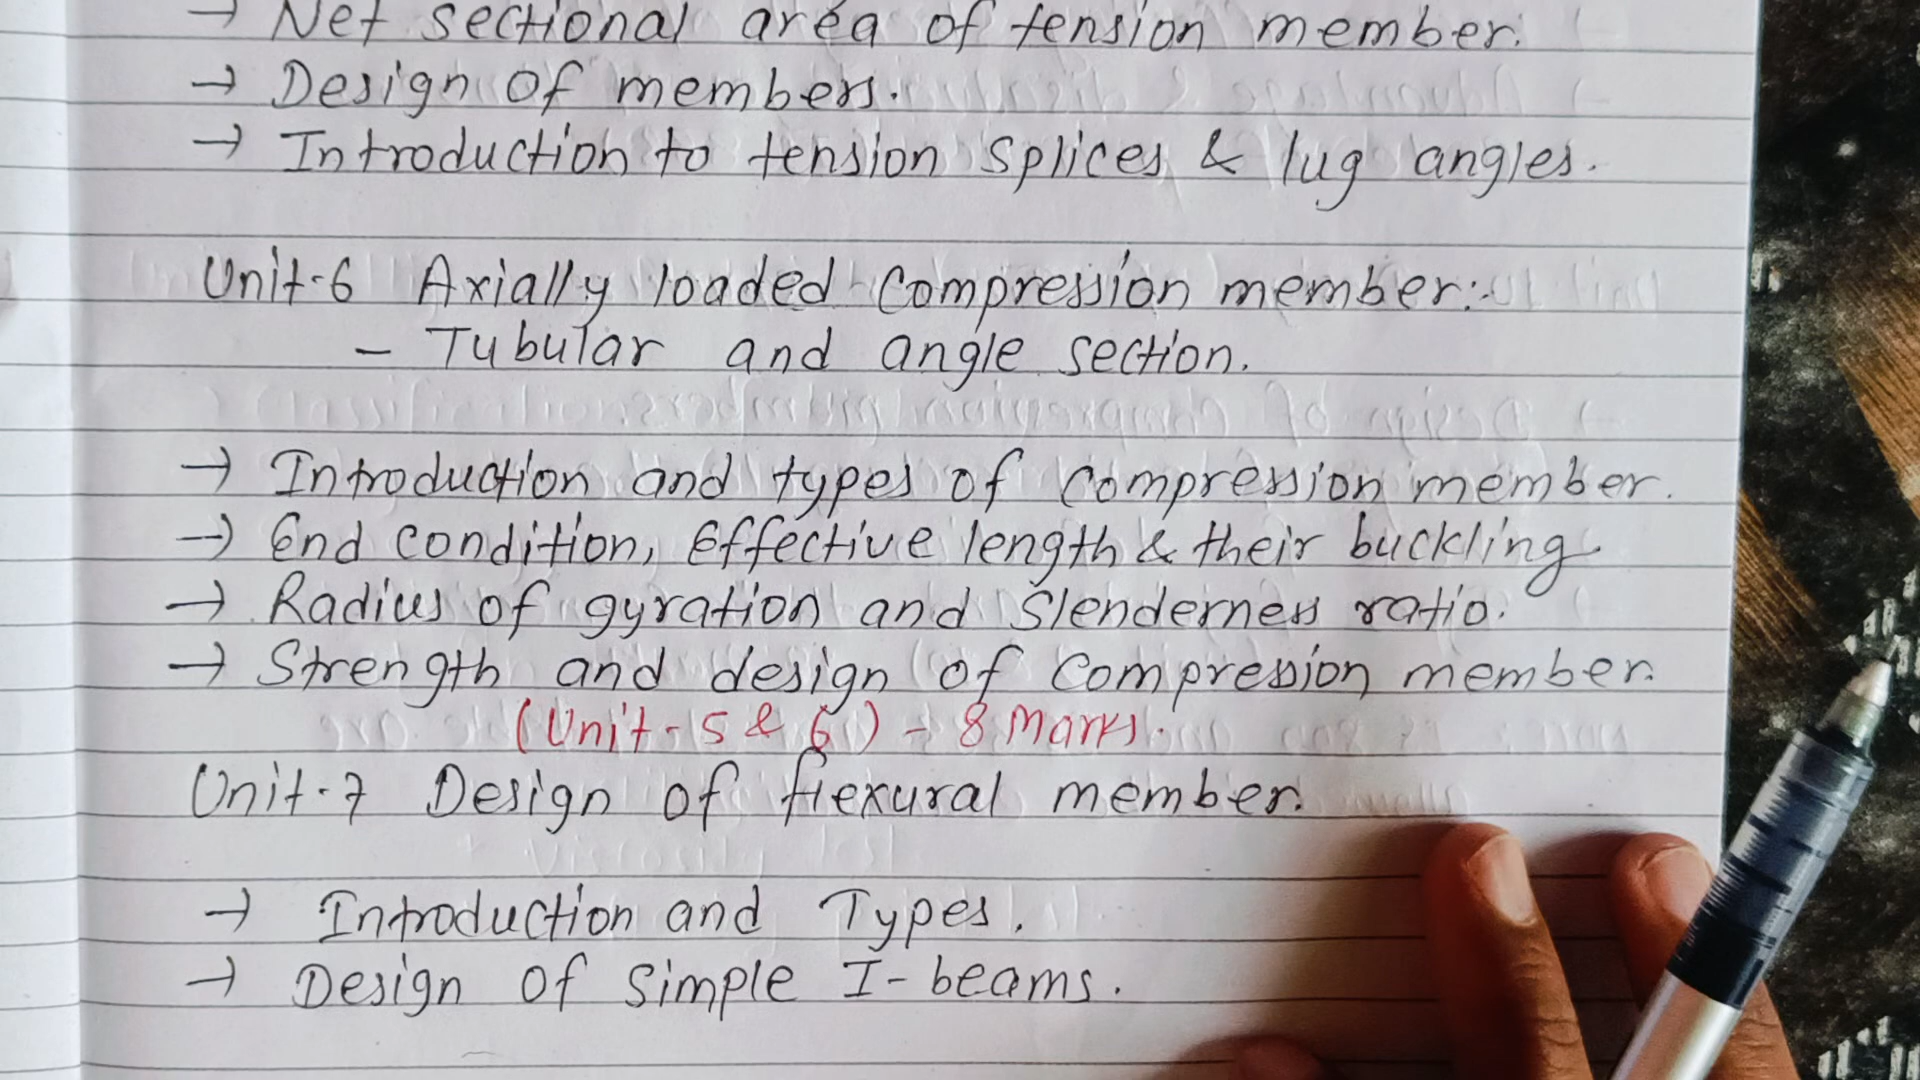 → Net sectional area of tension member.
→ Design of members.
→ Introduction to tension splices & lug angles.
Unit-6 Axially loaded Compression member:-
- Tubular and angle section.
→ Introduction and types of compression member.
→ End condition, Effective length & their buckling
→ Radius of gyration and Slenderness ratio.
→ Strength and design of compression member.
(Unit-5 & 6) - 8 Marks.
Unit-7 Design of flexural member.
→ Introduction and Types.
→ Design of simple I-beams.